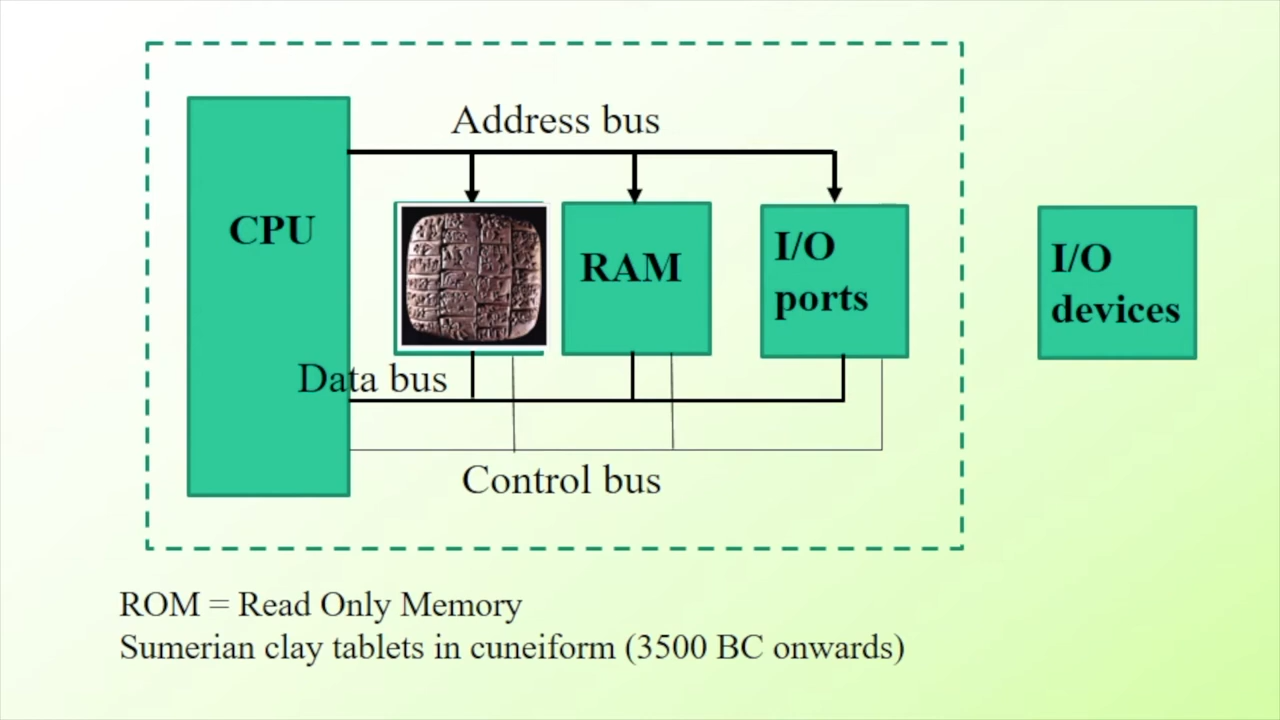 Address bus
CPU
RAM
I/O
ports
I/O
devices
Data bus
Control bus
ROM = Read Only Memory
Sumerian clay tablets in cuneiform (3500 BC onwards)